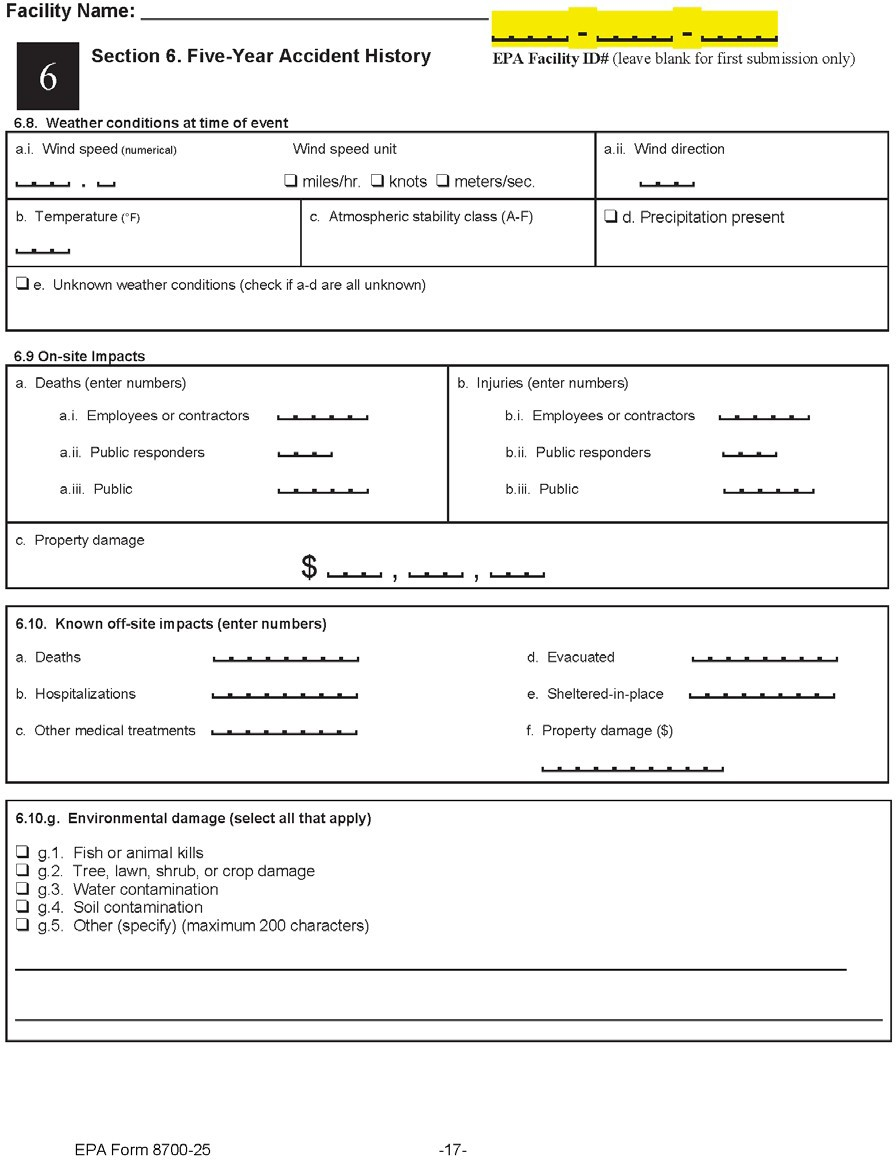 Facility Name:
EPA Facility ID# (leave blank for first submission only)
6
Section 6. Five-Year Accident History
6.8. Weather conditions at time of event
a.i. Wind speed (numerical)
Wind speed unit
miles/hr. knots meters/sec.
a.ii. Wind direction
b. Temperature (°F)
c. Atmospheric stability class (A-F)
d. Precipitation present
e. Unknown weather conditions (check if a-d are all unknown)
6.9 On-site Impacts
a. Deaths (enter numbers)
a.i. Employees or contractors
a.ii. Public responders
a.iii. Public
b. Injuries (enter numbers)
b.i. Employees or contractors
b.ii. Public responders
b.iii. Public
c. Property damage
$ , ,
6.10. Known off-site impacts (enter numbers)
a. Deaths
b. Hospitalizations
c. Other medical treatments
d. Evacuated
e. Sheltered-in-place
f. Property damage ($)
6.10.g. Environmental damage (select all that apply)
g.1. Fish or animal kills
g.2. Tree, lawn, shrub, or crop damage
g.3. Water contamination
g.4. Soil contamination
g.5. Other (specify) (maximum 200 characters)
EPA Form 8700-25
-17-